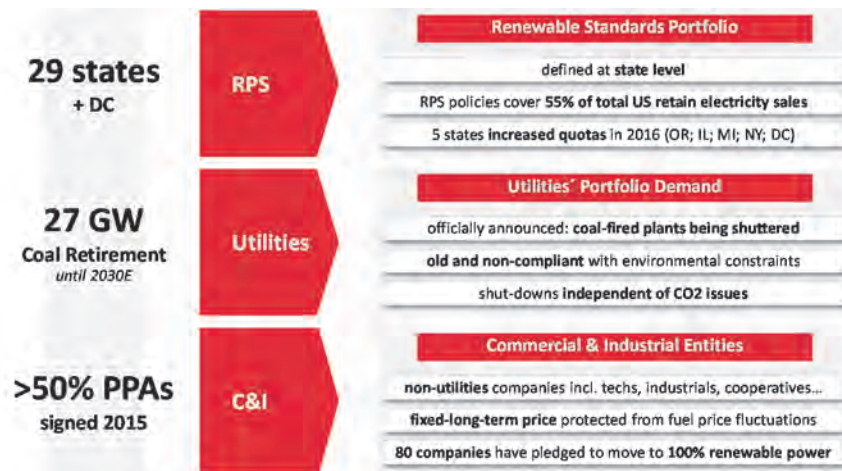 29 states
+ DC
RPS
Renewable Standards Portfolio
defined at state level
RPS policies cover 55% of total US retain electricity sales
5 states increased quotas in 2016 (OR; IL; MI; NY; DC)
27 GW
Coal Retirement
until 2030E
Utilities
Utilities´ Portfolio Demand
officially announced: coal-fired plants being shuttered
old and non-compliant with environmental constraints
shut-downs independent of CO2 issues
>50% PPAs
signed 2015
C&I
Commercial & Industrial Entities
non-utilities companies incl. techs, industrials, cooperatives...
fixed-long-term price protected from fuel price fluctuations
80 companies have pledged to move to 100% renewable power